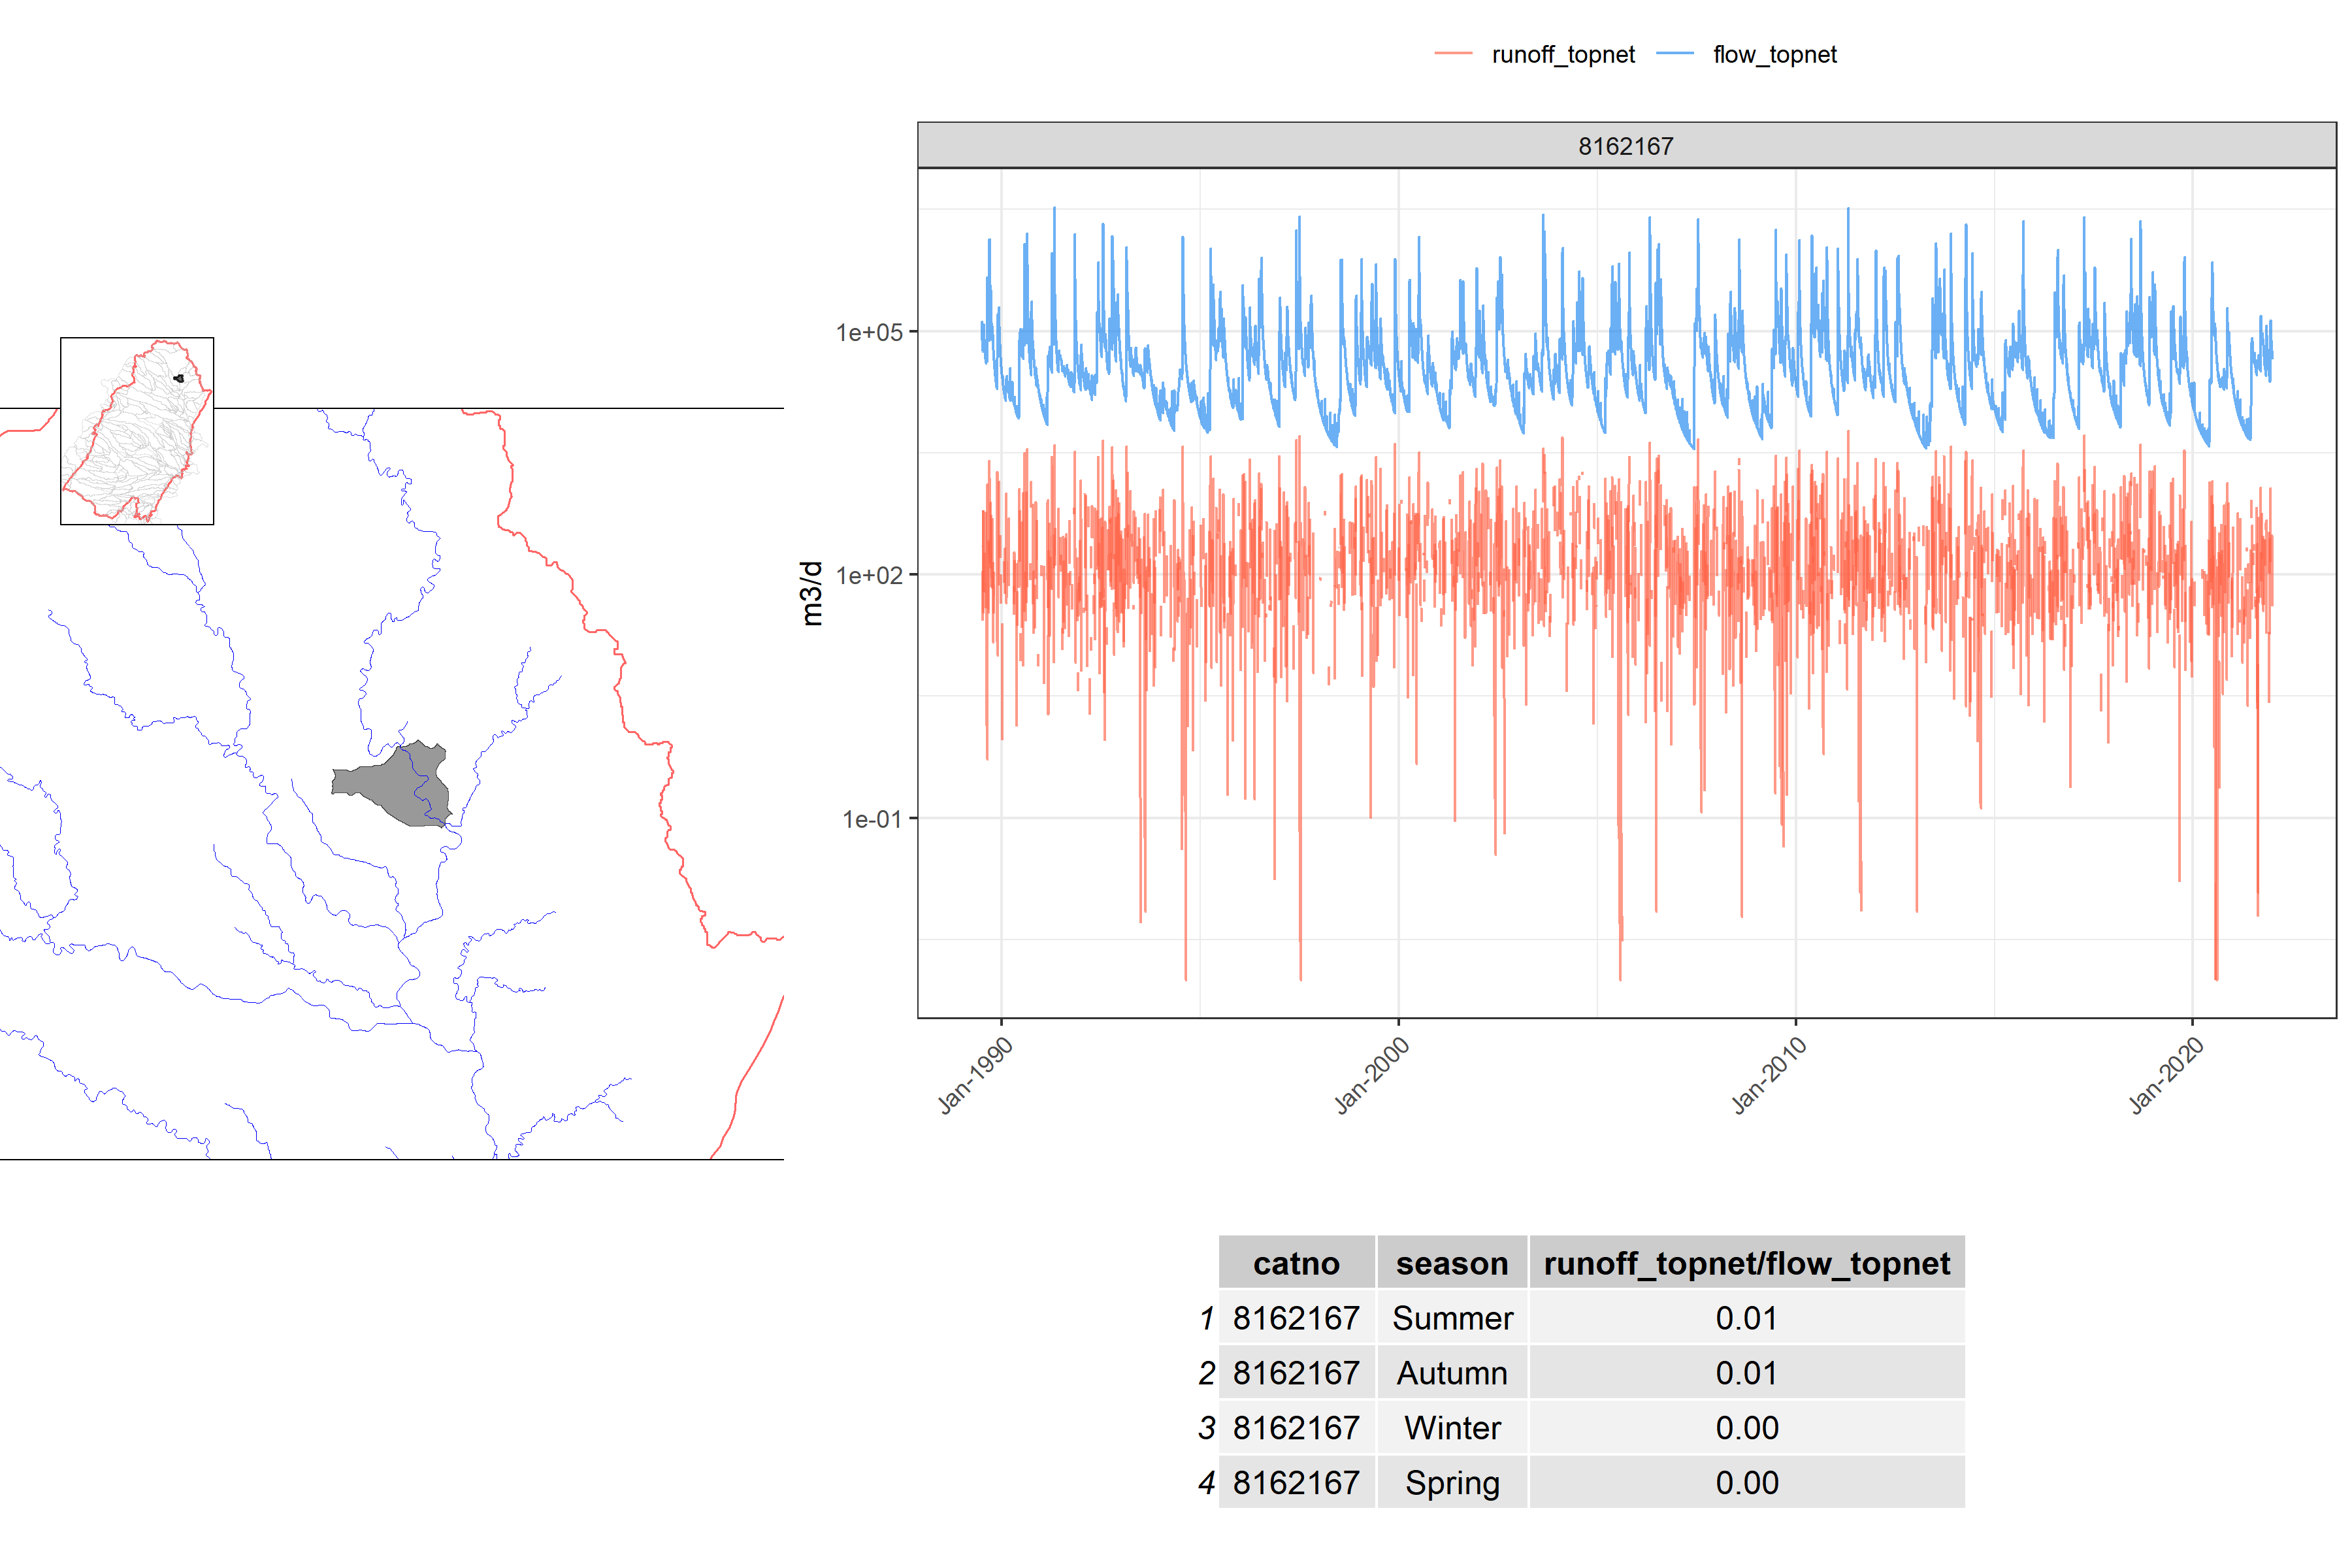 runoff_topnet flow_topnet
8162167
1e+05
1e+02
1e-01
m3/d
Jan-1990 Jan-2000 Jan-2010 Jan-2020
catno season runoff_topnet/flow_topnet
1 8162167 Summer 0.01
2 8162167 Autumn 0.01
3 8162167 Winter 0.00
4 8162167 Spring 0.00